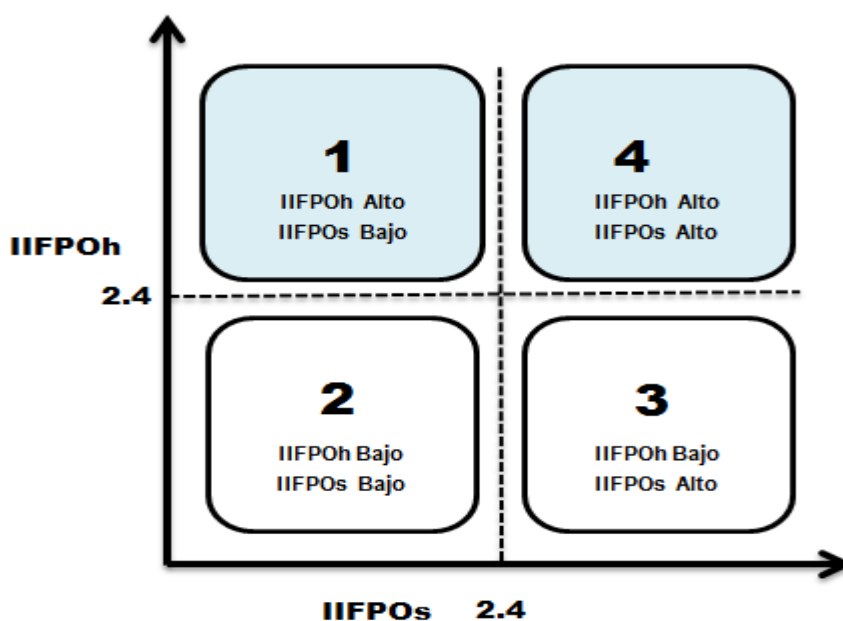 1
IIFPOh Alto
IIFPOs Bajo
4
IIFPOh Alto
IIFPOs Alto
IIFPOh
2.4
2
IIFPOh Bajo
IIFPOs Bajo
3
IIFPOh Bajo
IIFPOs Alto
IIFPOs 2.4